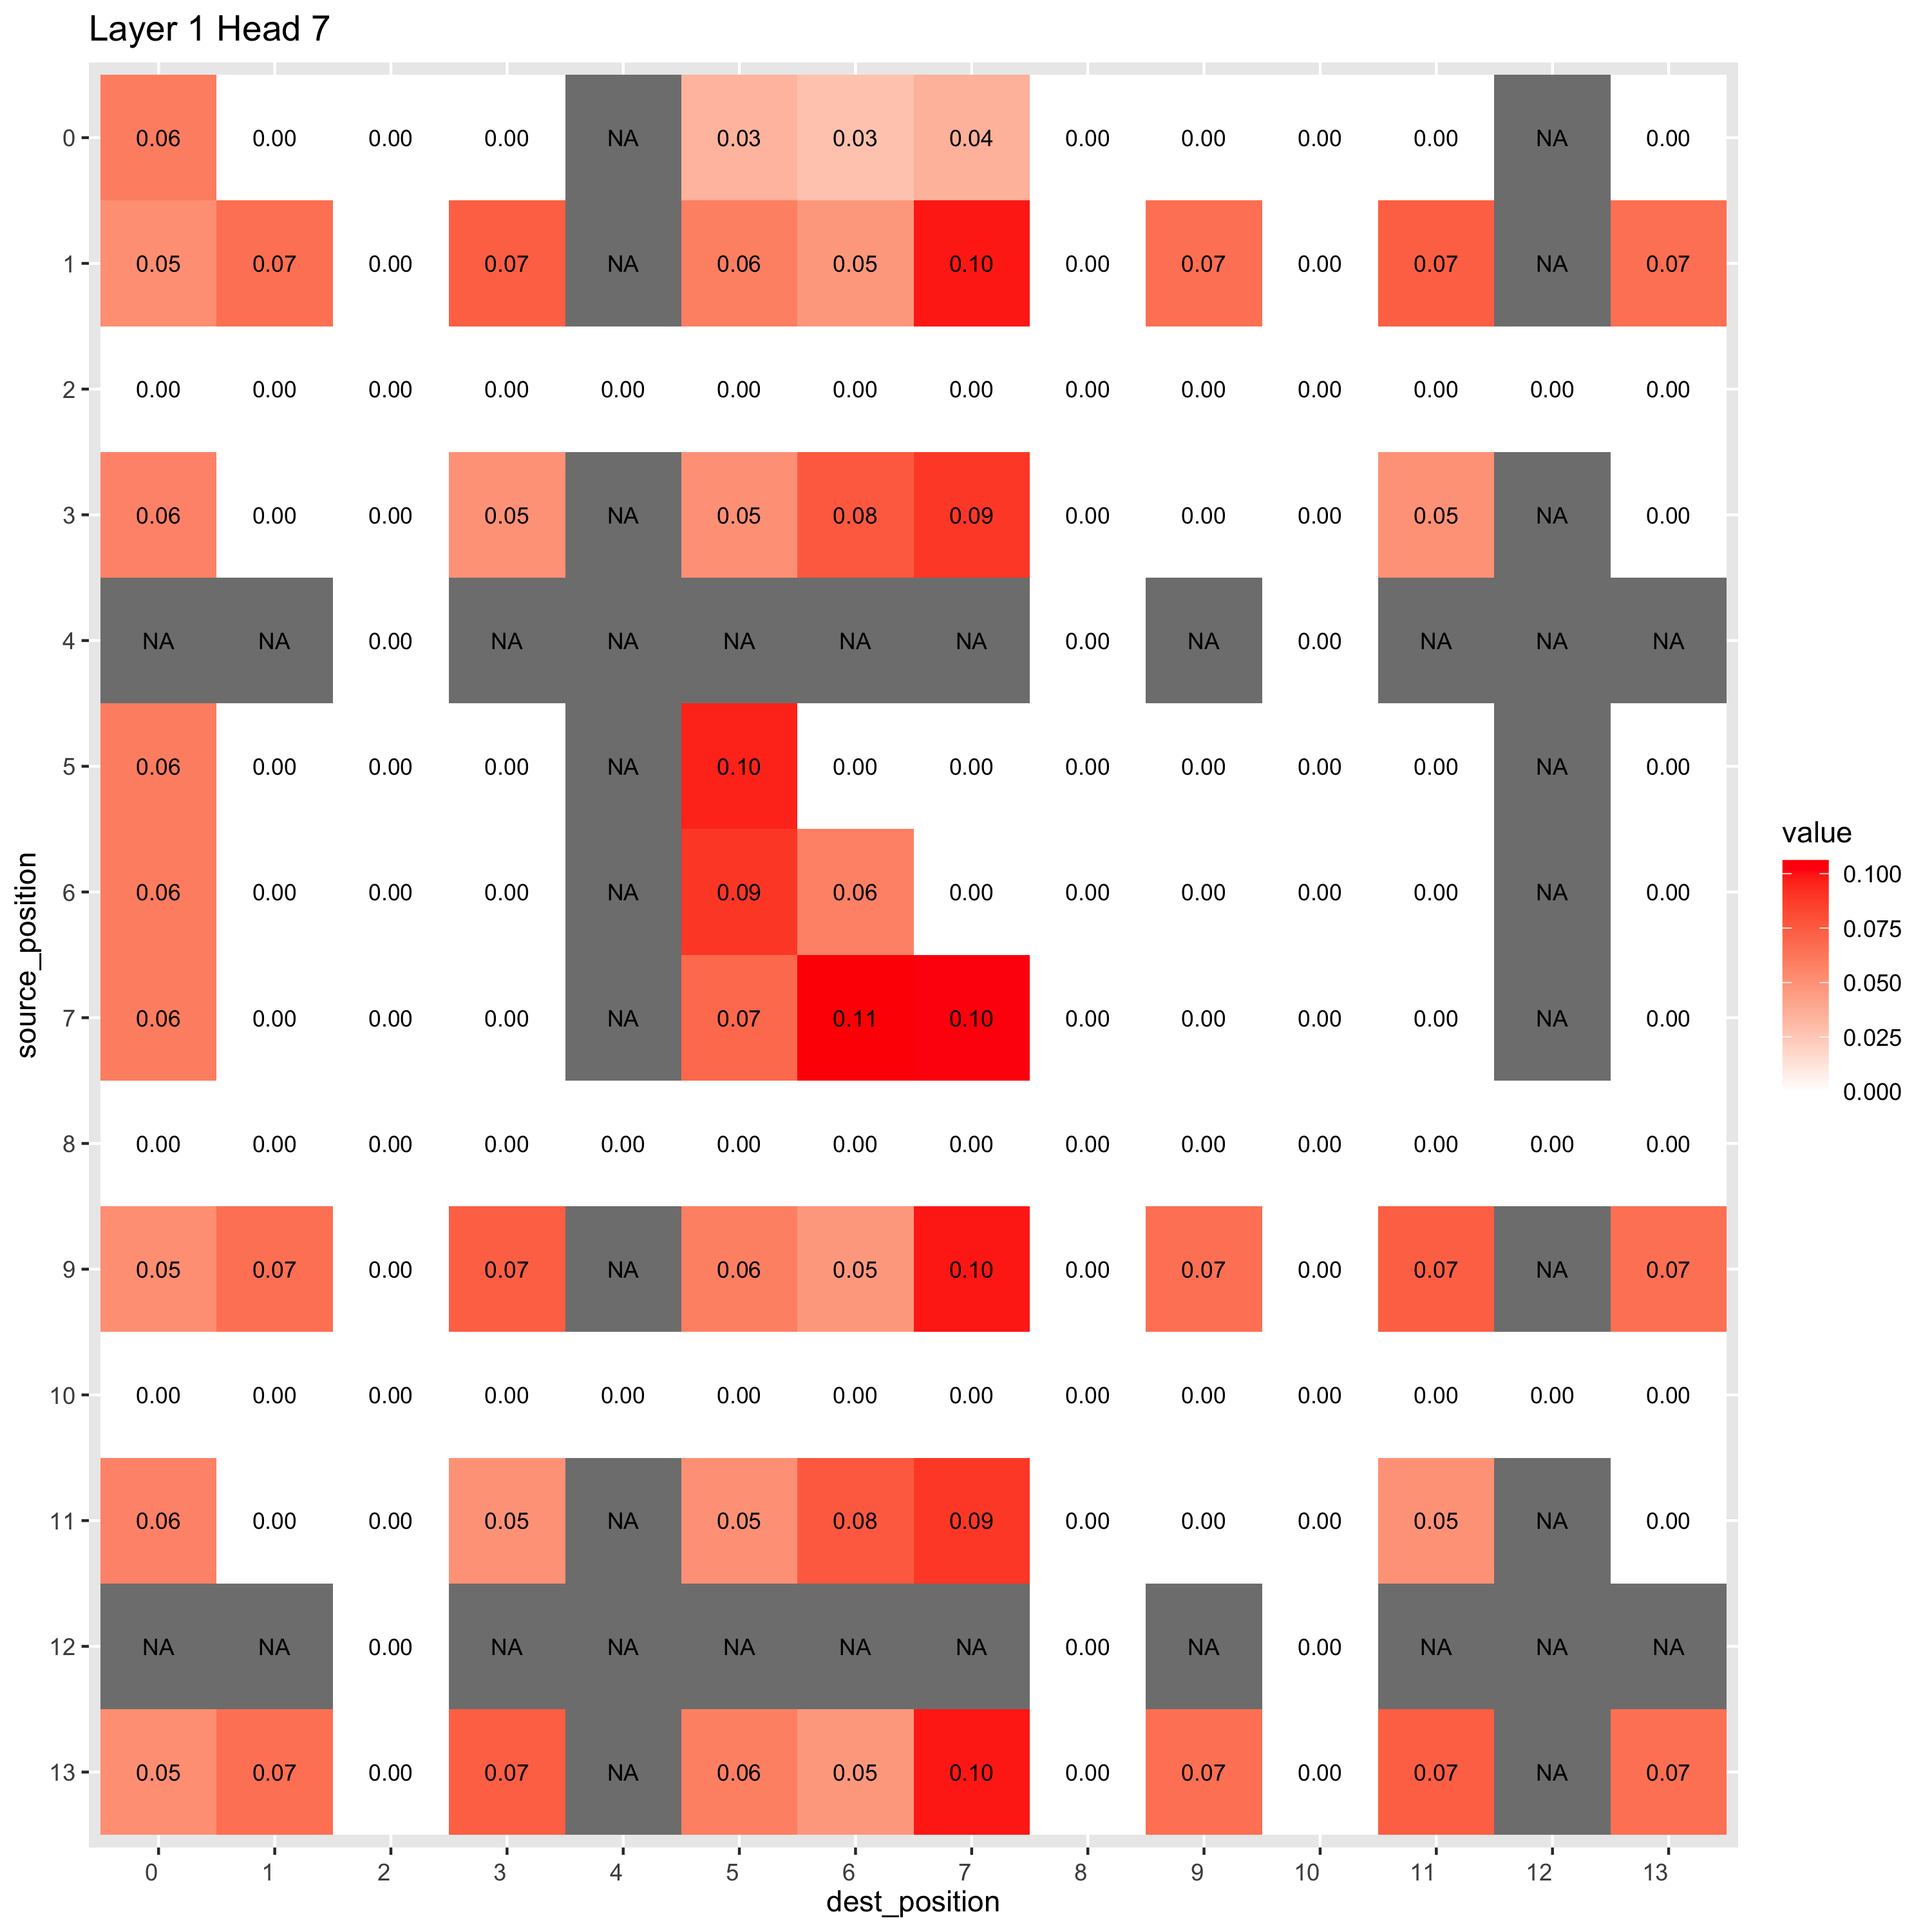 Layer 1 Head 7
0 0.06 0.00 0.00 0.00 NA 0.03 0.03 0.04 0.00 0.00 0.00 0.00 NA 0.00
1 0.05 0.07 0.00 0.07 NA 0.06 0.05 0.10 0.00 0.07 0.00 0.07 NA 0.07
2 0.00 0.00 0.00 0.00 0.00 0.00 0.00 0.00 0.00 0.00 0.00 0.00 0.00 0.00
3 0.06 0.00 0.00 0.05 NA 0.05 0.08 0.09 0.00 0.00 0.00 0.05 NA 0.00
4 NA NA 0.00 NA NA NA NA NA 0.00 NA 0.00 NA NA NA
5 0.06 0.00 0.00 0.00 NA 0.10 0.00 0.00 0.00 0.00 0.00 0.00 NA 0.00
6 0.06 0.00 0.00 0.00 NA 0.09 0.06 0.00 0.00 0.00 0.00 0.00 NA 0.00
7 0.06 0.00 0.00 0.00 NA 0.07 0.11 0.10 0.00 0.00 0.00 0.00 NA 0.00
8 0.00 0.00 0.00 0.00 0.00 0.00 0.00 0.00 0.00 0.00 0.00 0.00 0.00 0.00
9 0.05 0.07 0.00 0.07 NA 0.06 0.05 0.10 0.00 0.07 0.00 0.07 NA 0.07
10 0.00 0.00 0.00 0.00 0.00 0.00 0.00 0.00 0.00 0.00 0.00 0.00 0.00 0.00
11 0.06 0.00 0.00 0.05 NA 0.05 0.08 0.09 0.00 0.00 0.00 0.05 NA 0.00
12 NA NA 0.00 NA NA NA NA NA 0.00 NA 0.00 NA NA NA
13 0.05 0.07 0.00 0.07 NA 0.06 0.05 0.10 0.00 0.07 0.00 0.07 NA 0.07
0 1 2 3 4 5 6 7 8 9 10 11 12 13
dest_position
source_position
value
0.100
0.075
0.050
0.025
0.000